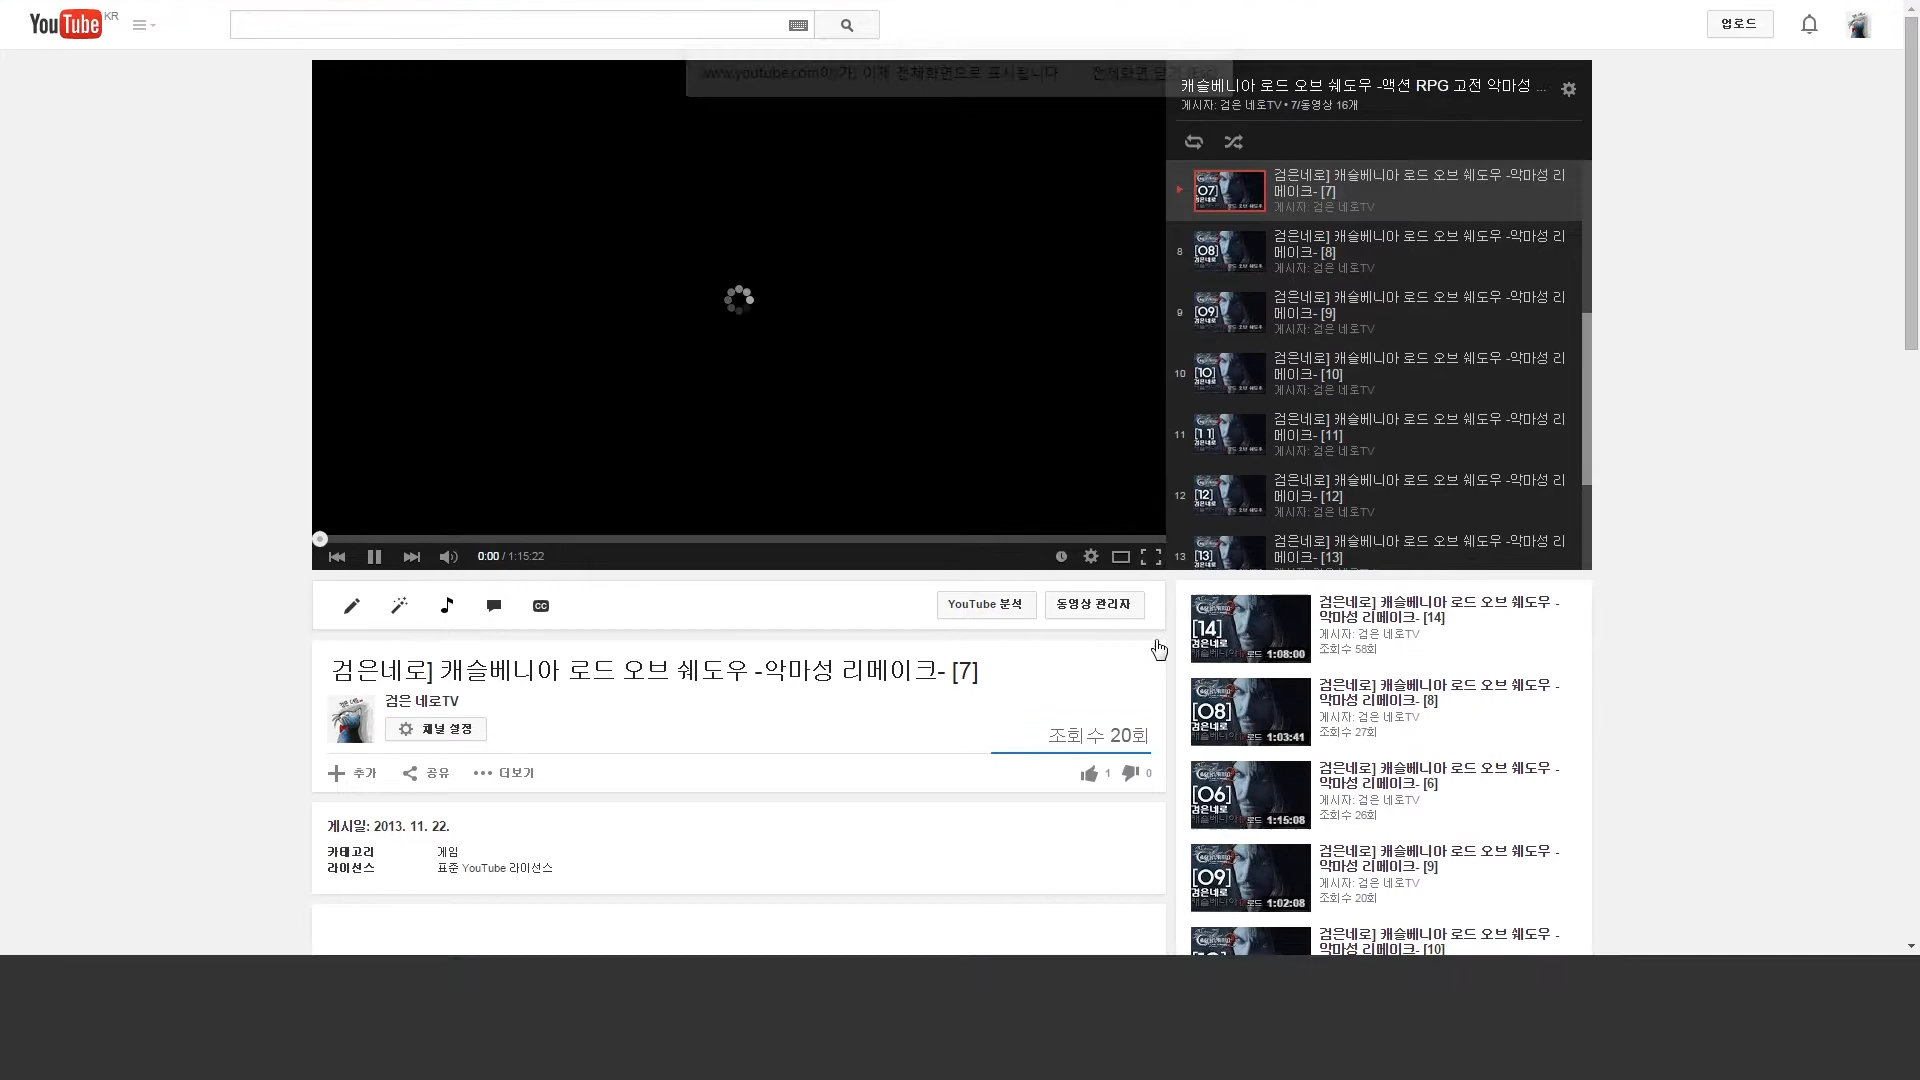 YouTube KR
업로드
www.youtube.com이(가) 이제 전체화면으로 표시됩니다
캐슬베니아 로드 오브 쉐도우 -액션 RPG 고전 악마성 ...
게시자: 검은 네로TV • 7/동영상 16개
[07]
검은네로] 캐슬베니아 로드 오브 쉐도우 -악마성 리
메이크- [7]
게시자: 검은 네로TV
8
[08]
검은네로] 캐슬베니아 로드 오브 쉐도우 -악마성 리
메이크- [8]
게시자: 검은 네로TV
9
[09]
검은네로] 캐슬베니아 로드 오브 쉐도우 -악마성 리
메이크- [9]
게시자: 검은 네로TV
10
[10]
검은네로] 캐슬베니아 로드 오브 쉐도우 -악마성 리
메이크- [10]
게시자: 검은 네로TV
11
[11]
검은네로] 캐슬베니아 로드 오브 쉐도우 -악마성 리
메이크- [11]
게시자: 검은 네로TV
12
[12]
검은네로] 캐슬베니아 로드 오브 쉐도우 -악마성 리
메이크- [12]
게시자: 검은 네로TV
13
[13]
검은네로] 캐슬베니아 로드 오브 쉐도우 -악마성 리
메이크- [13]
0:00 / 1:15:22
CC
YouTube 분석
동영상 관리자
검은네로] 캐슬베니아 로드 오브 쉐도우 -악마성 리메이크- [7]
검은 네로TV
채널 설정
조회수 20회
추가
공유
더보기
1
0
게시일: 2013. 11. 22.
카테고리 게임
라이선스 표준 YouTube 라이선스
[14]
검은네로
1:08:00
검은네로] 캐슬베니아 로드 오브 쉐도우 -
악마성 리메이크- [14]
게시자: 검은 네로TV
조회수 58회
[08]
검은네로
1:03:41
검은네로] 캐슬베니아 로드 오브 쉐도우 -
악마성 리메이크- [8]
게시자: 검은 네로TV
조회수 27회
[06]
검은네로
1:15:08
검은네로] 캐슬베니아 로드 오브 쉐도우 -
악마성 리메이크- [6]
게시자: 검은 네로TV
조회수 26회
[09]
검은네로
1:02:08
검은네로] 캐슬베니아 로드 오브 쉐도우 -
악마성 리메이크- [9]
게시자: 검은 네로TV
조회수 20회
검은네로] 캐슬베니아 로드 오브 쉐도우 -
악마성 리메이크- [10]